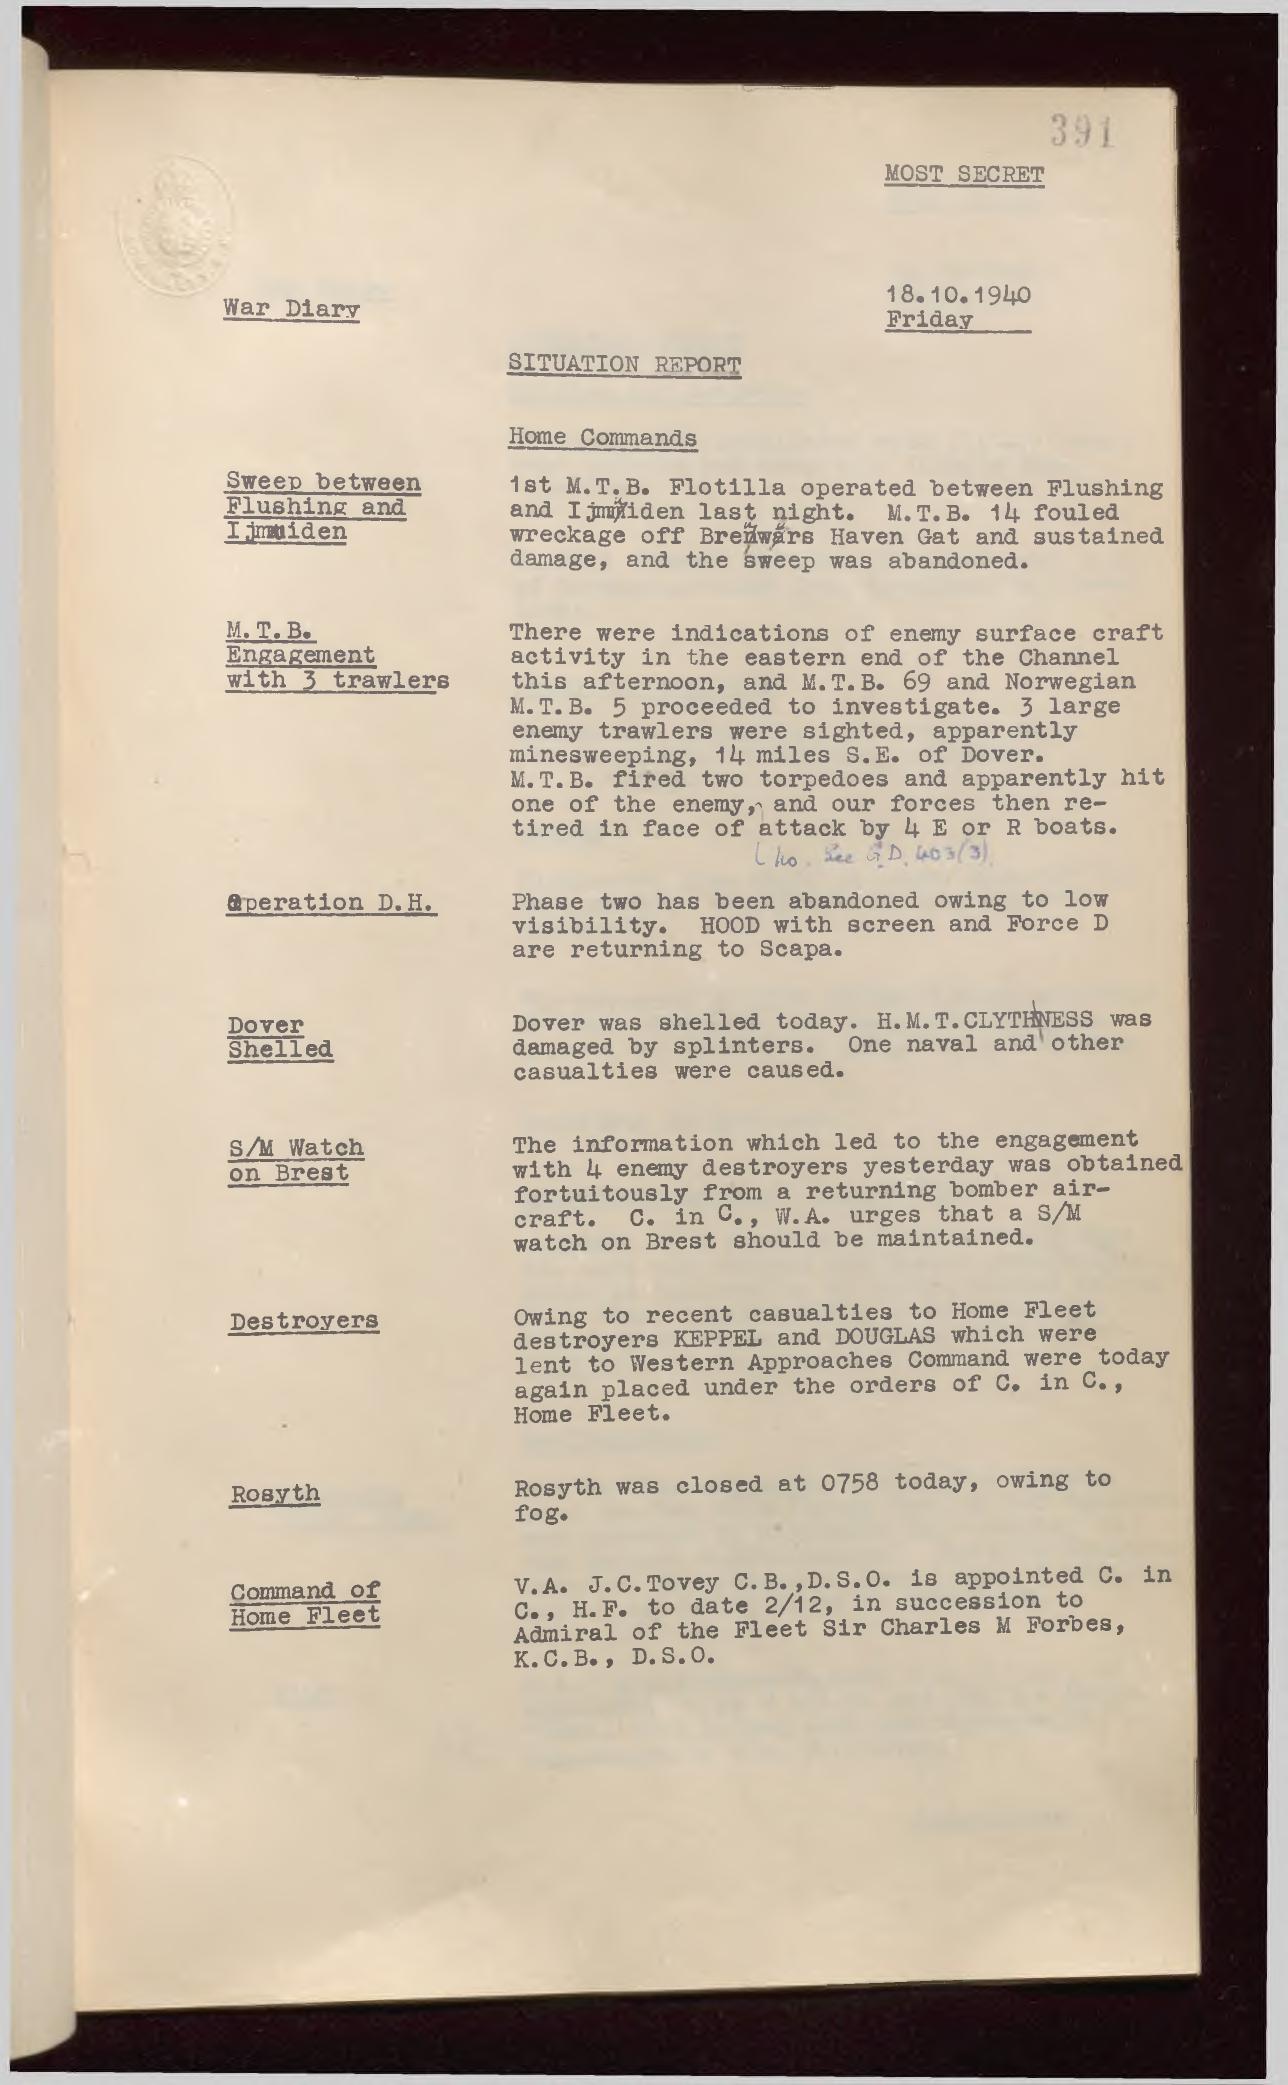 391
MOST SECRET
War Diary
18.10.1940
Friday
SITUATION REPORT
Home Commands
Sweep between
Flushing and
Ijmuiden
1st M.T.B. Flotilla operated between Flushing
and Ijmuiden last night. M.T.B. 14 fouled
wreckage off Haven Gat and sustained
damage, and the sweep was abandoned.
M.T.B.
Engagement
with 3 trawlers
There were indications of enemy surface craft
activity in the eastern end of the Channel
this afternoon, and M.T.B. 69 and Norwegian
M.T.B. 5 proceeded to investigate. 3 large
enemy trawlers were sighted, apparently
minesweeping, 14 miles S.E. of Dover.
M.T.B. fired two torpedoes and apparently hit
one of the enemy, and our forces then re-
tired in face of attack by 4 E or R boats.
No. See G.D. 403(3)
Operation D.H.
Phase two has been abandoned owing to low
visibility. HOOD with screen and Force D
are returning to Scapa.
Dover
Shelled
Dover was shelled today. H.M.T.CLYTHNESS was
damaged by splinters. One naval and other
casualties were caused.
S/M Watch
on Brest
The information which led to the engagement
with 4 enemy destroyers yesterday was obtained
fortuitously from a returning bomber air-
craft. C. in C., W.A. urges that a S/M
watch on Brest should be maintained.
Destroyers
Owing to recent casualties to Home Fleet
destroyers KEPPEL and DOUGLAS which were
lent to Western Approaches Command were today
again placed under the orders of C. in C.,
Home Fleet.
Rosyth
Rosyth was closed at 0758 today, owing to
fog.
Command of
Home Fleet
V.A. J.C.Tovey C.B.,D.S.O. is appointed C. in
C., H.F. to date 2/12, in succession to
Admiral of the Fleet Sir Charles M Forbes,
K.C.B., D.S.O.